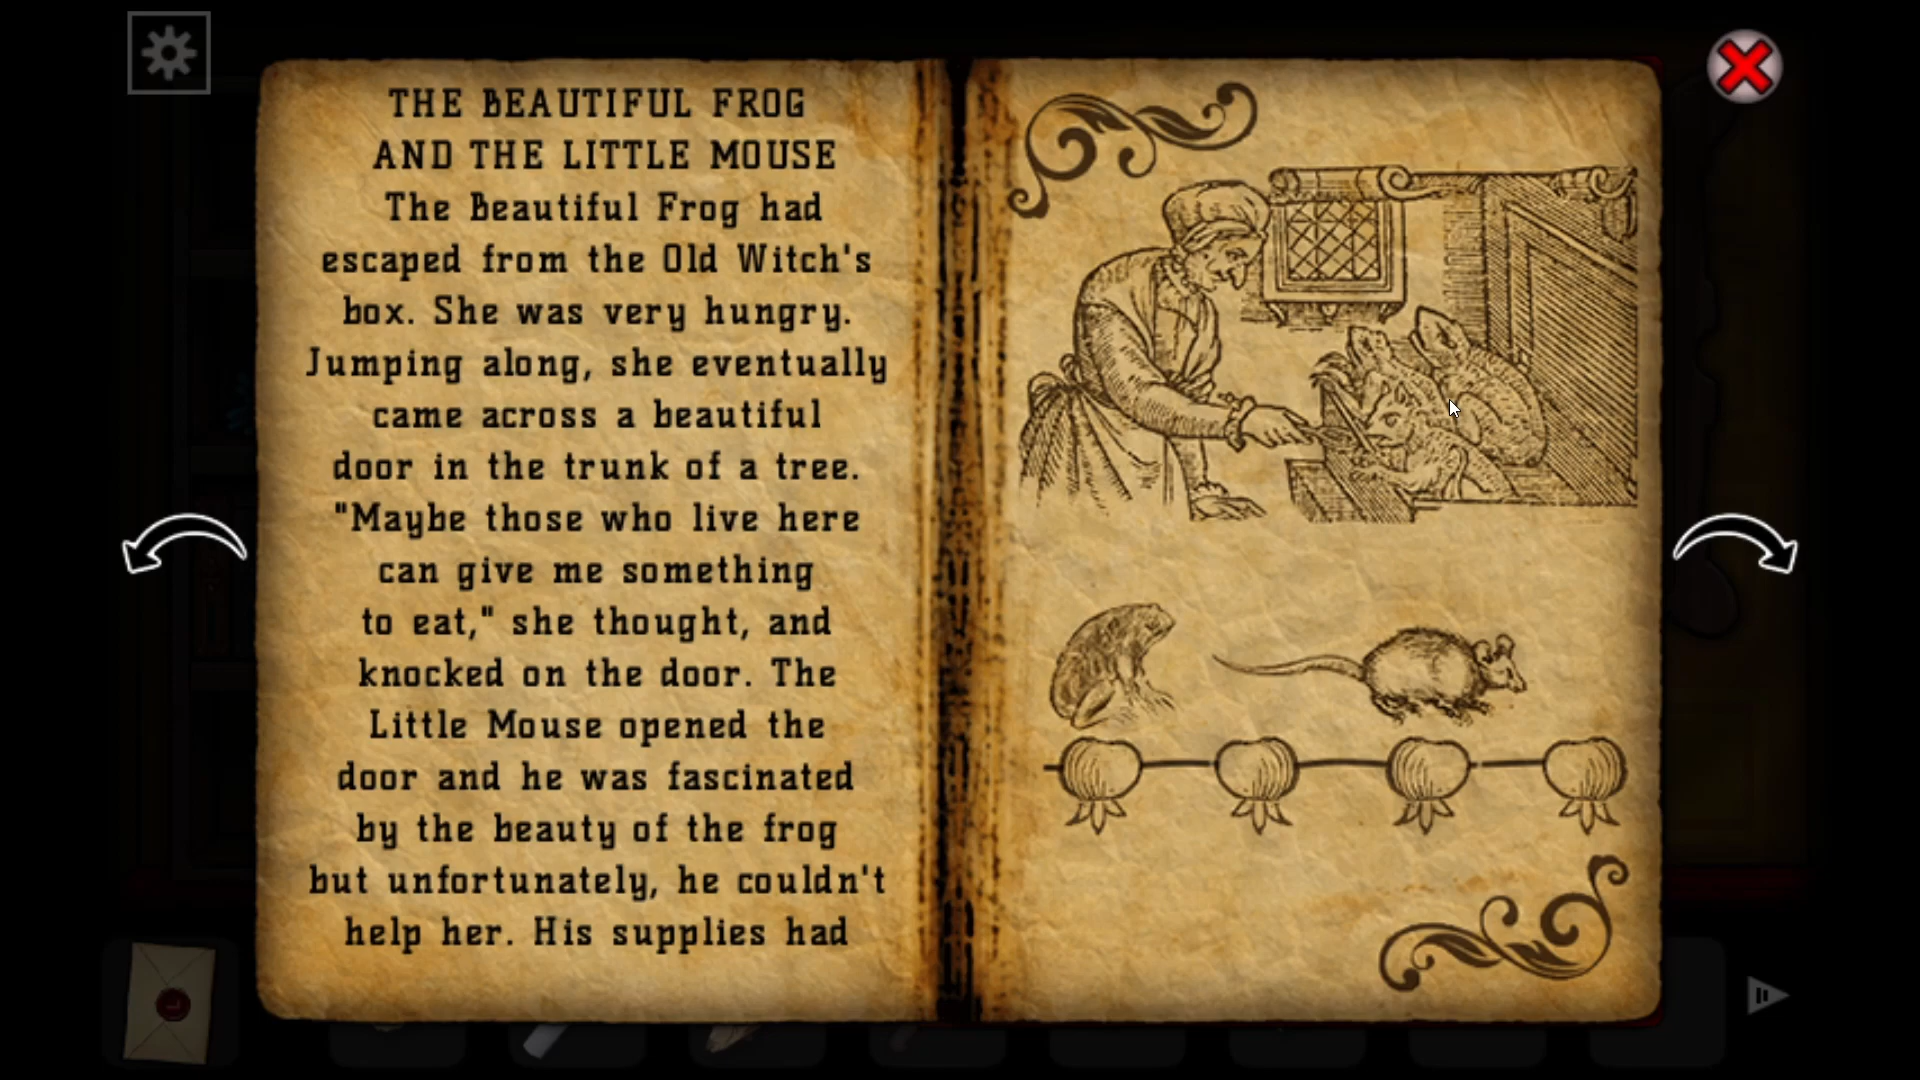 THE BEAUTIFUL FROG
AND THE LITTLE MOUSE
The Beautiful Frog had
escaped from the Old Witch's
box. She was very hungry.
Jumping along, she eventually
came across a beautiful
door in the trunk of a tree.
"Maybe those who live here
can give me something
to eat," she thought, and
knocked on the door. The
Little Mouse opened the
door and he was fascinated
by the beauty of the frog
but unfortunately, he couldn't
help her. His supplies had